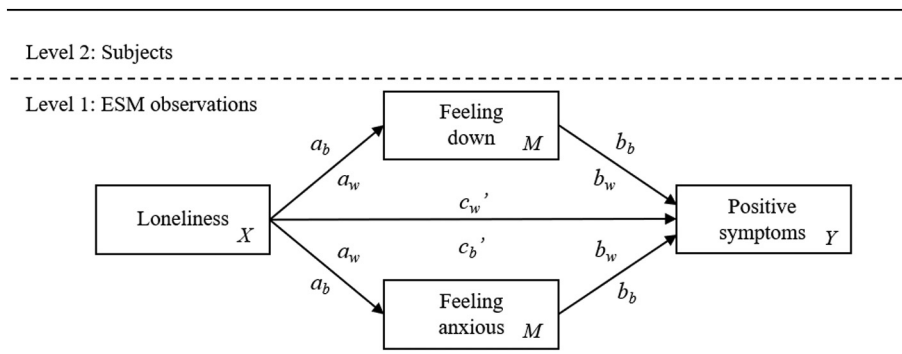 Level 2: Subjects
Level 1: ESM observations
Feeling
down M
a_b
b_b
a_w
b_w
c_w’
Loneliness X
Positive
symptoms Y
c_b’
a_w
b_w
a_b
b_b
Feeling
anxious M